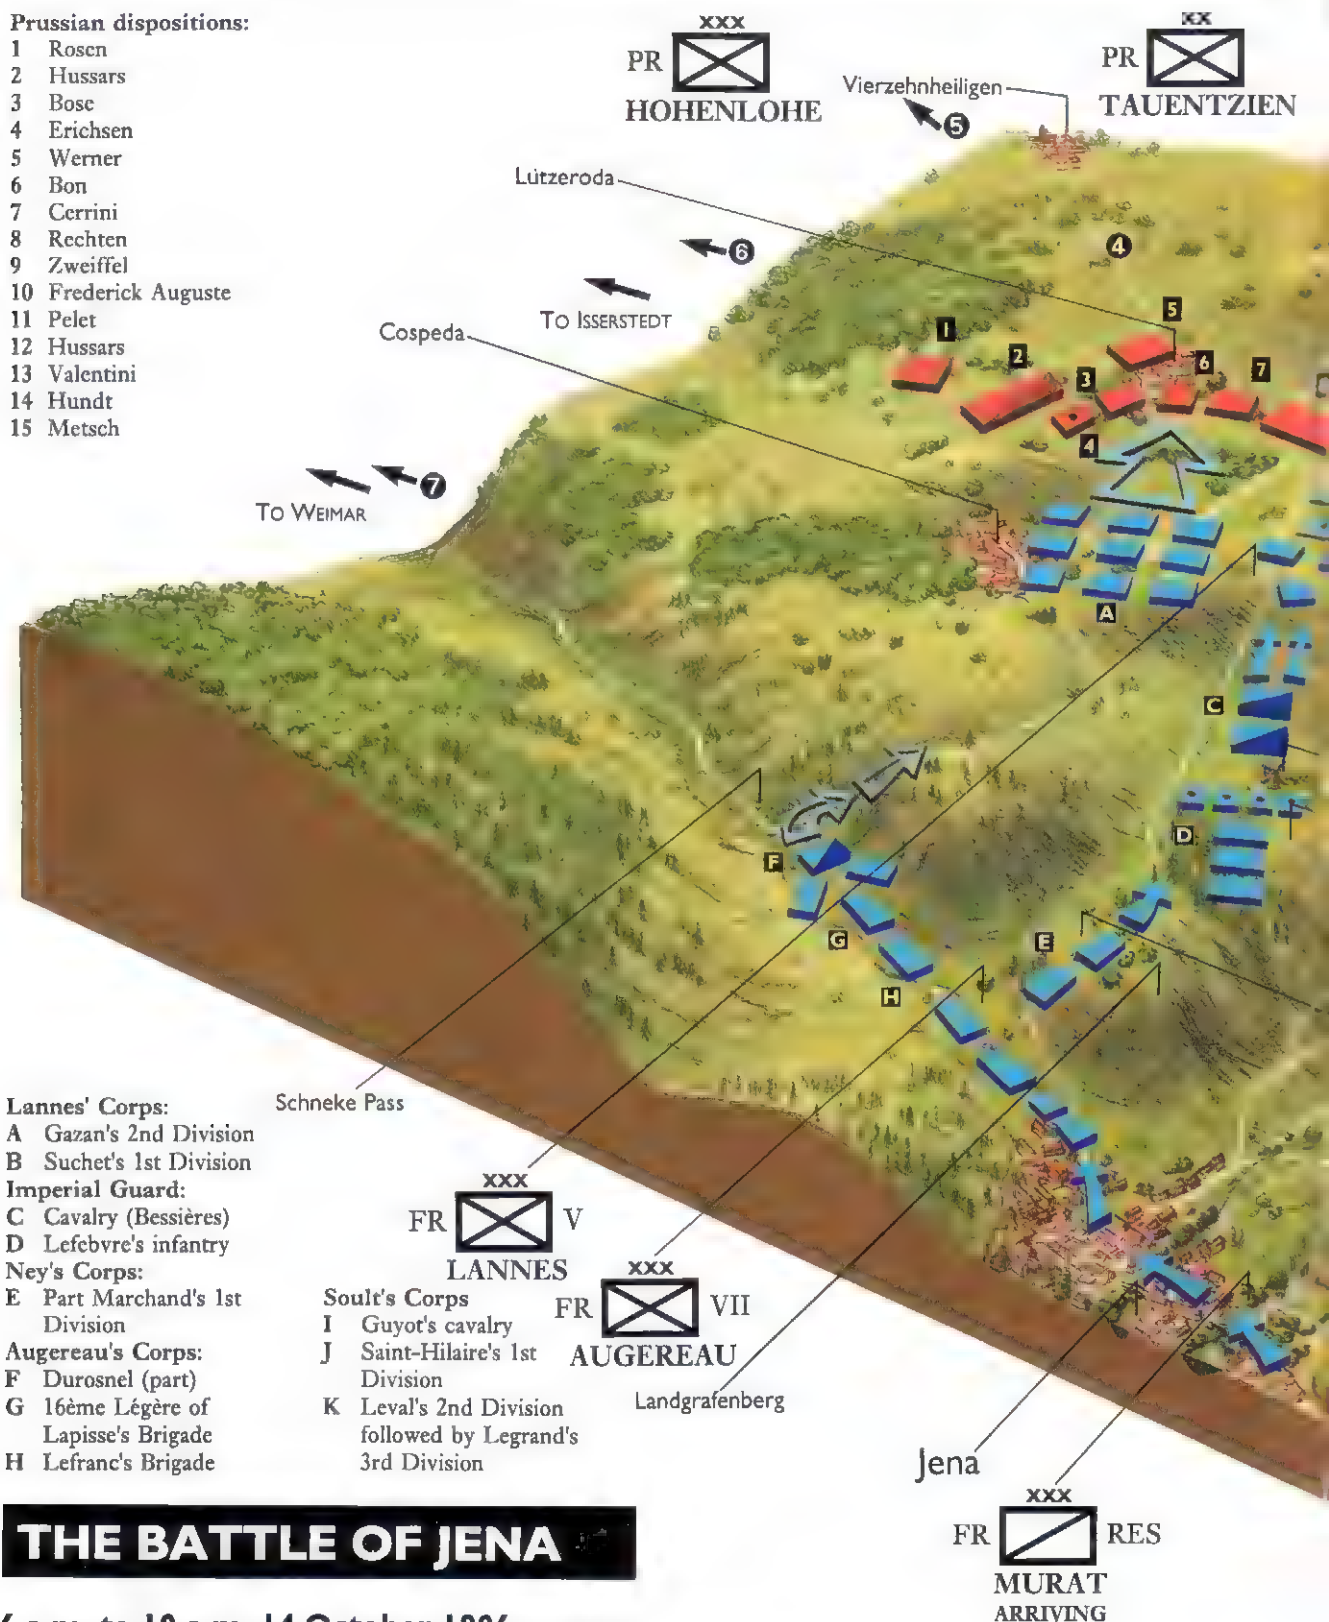 Prussian dispositions:
1 Rosen
2 Hussars
3 Bose
4 Erichsen
5 Werner
6 Bon
7 Cerrini
8 Rechten
9 Zweiffel
10 Frederick Auguste
11 Pelet
12 Hussars
13 Valentini
14 Hundt
15 Metsch
XXX
PR
HOHENLOHE
XX
PR
TAUENTZIEN
Vierzehnheiligen
5
Lützeroda
6
4
To ISSERSTEDT
Cospeda
1
2
3
4
5
6
7
7
To WEIMAR
A
C
D
E
F
G
H
Schneke Pass
Lannes' Corps:
A Gazan's 2nd Division
B Suchet's 1st Division
Imperial Guard:
C Cavalry (Bessières)
D Lefebvre's infantry
Ney's Corps:
E Part Marchand's 1st
Division
Augereau's Corps:
F Durosnel (part)
G 16ème Légère of
Lapisse's Brigade
H Lefranc's Brigade
Soult's Corps
I Guyot's cavalry
J Saint-Hilaire's 1st
Division
K Leval's 2nd Division
followed by Legrand's
3rd Division
XXX
FR V
LANNES
XXX
FR VII
AUGEREAU
Landgrafenberg
Jena
XXX
FR RES
MURAT
ARRIVING
THE BATTLE OF JENA